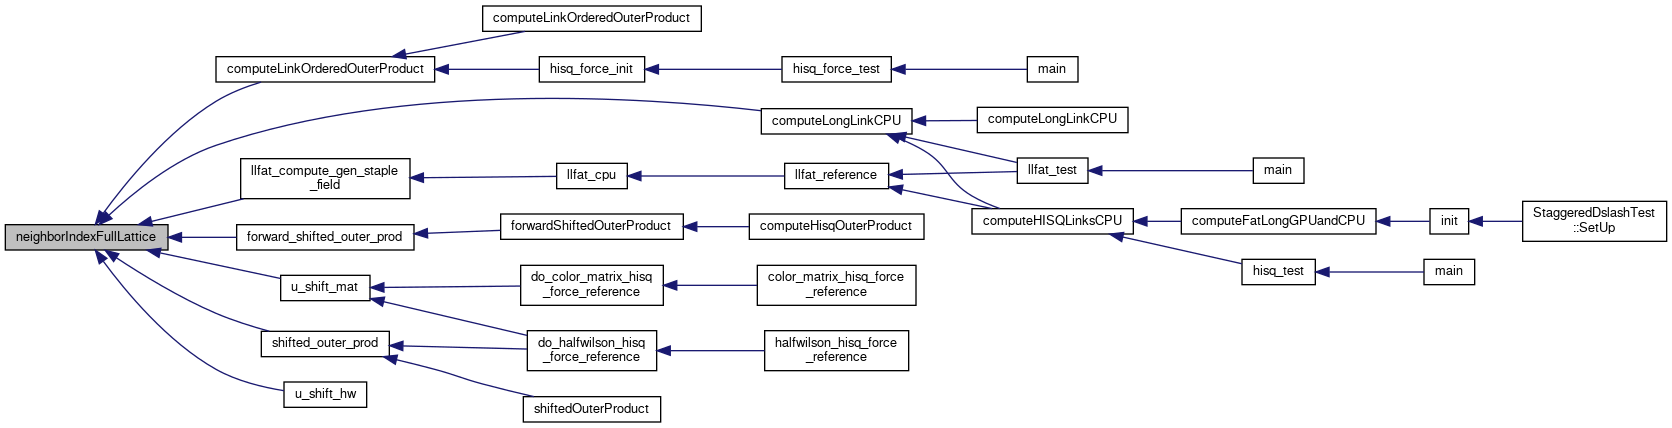 computeLinkOrderedOuterProduct
computeLinkOrderedOuterProduct
hisq_force_init
hisq_force_test
main
computeLongLinkCPU
computeLongLinkCPU
llfat_compute_gen_staple
_field
llfat_cpu
llfat_reference
llfat_test
main
neighborIndexFullLattice
forward_shifted_outer_prod
forwardShiftedOuterProduct
computeHisqOuterProduct
computeHISQLinksCPU
computeFatLongGPUandCPU
init
StaggeredDslashTest
::SetUp
u_shift_mat
do_color_matrix_hisq
_force_reference
color_matrix_hisq_force
_reference
hisq_test
main
shifted_outer_prod
do_halfwilson_hisq
_force_reference
halfwilson_hisq_force
_reference
u_shift_hw
shiftedOuterProduct